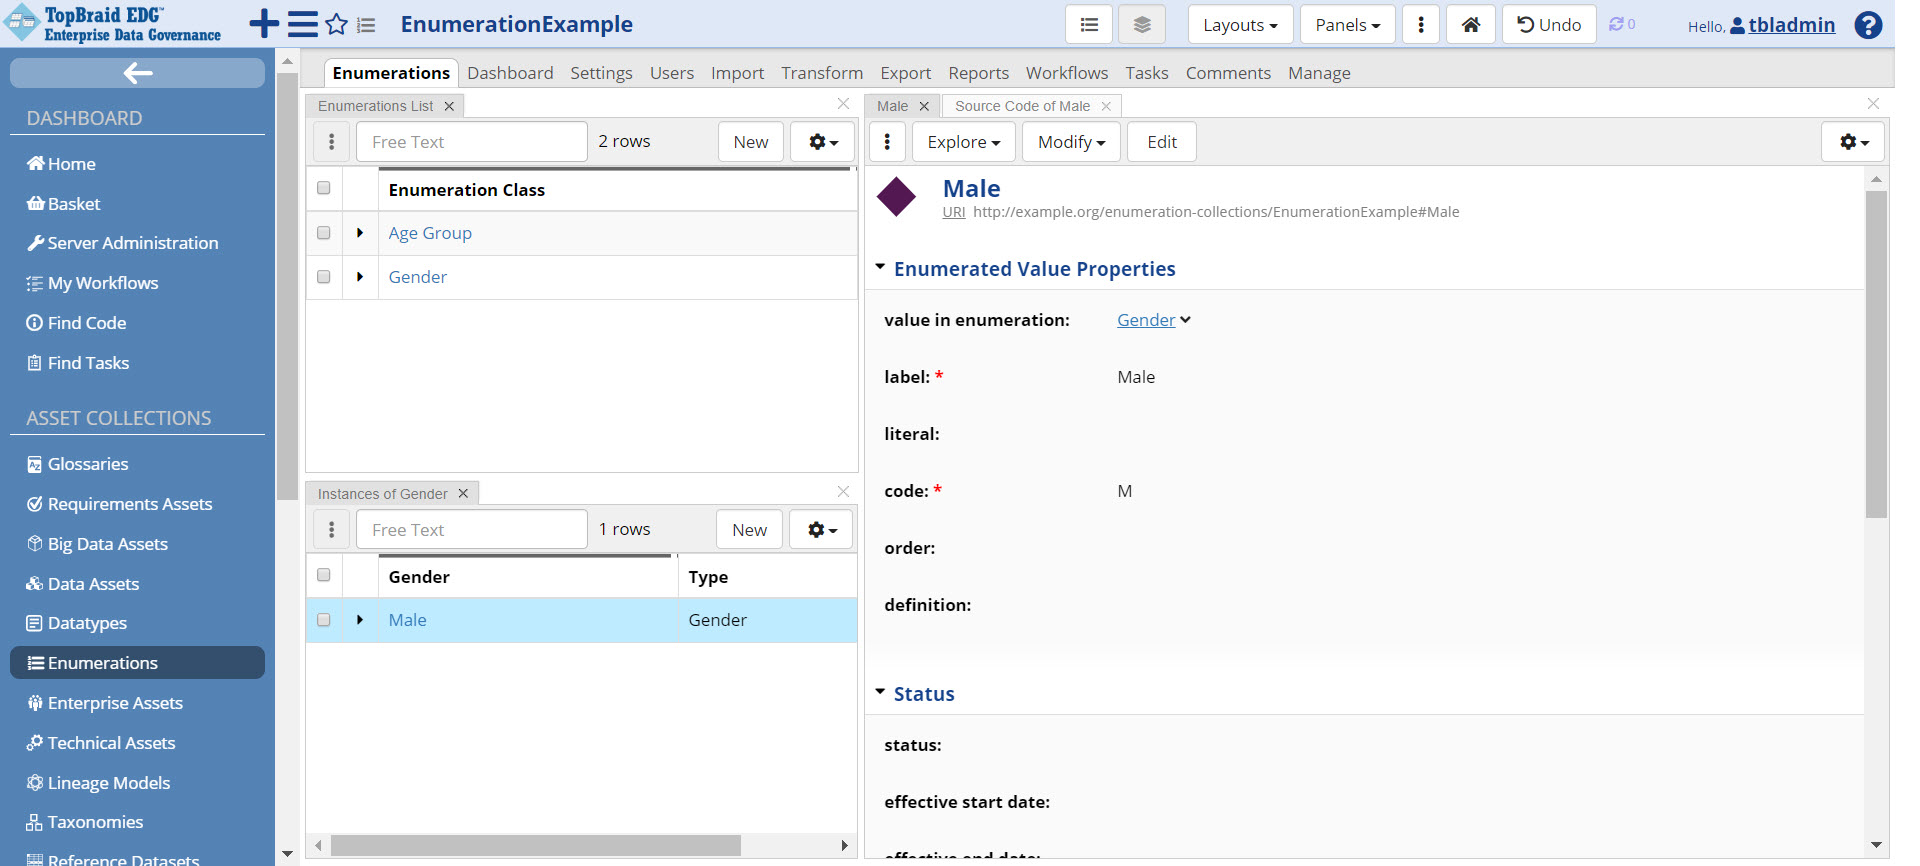 TopBraid EDG™
Enterprise Data Governance
EnumerationExample
Layouts
Panels
Undo
0
Hello, tbladmin
DASHBOARD
Home
Basket
Server Administration
My Workflows
Find Code
Find Tasks
ASSET COLLECTIONS
Glossaries
Requirements Assets
Big Data Assets
Data Assets
Datatypes
Enumerations
Enterprise Assets
Technical Assets
Lineage Models
Taxonomies
Reference Datasets
Enumerations Dashboard Settings Users Import Transform Export Reports Workflows Tasks Comments Manage
Enumerations List
Free Text
2 rows
New
Enumeration Class
Age Group
Gender
Instances of Gender
Free Text
1 rows
New
Gender Type
Male Gender
Male
Source Code of Male
Explore
Modify
Edit
Male
URI http://example.org/enumeration-collections/EnumerationExample#Male
Enumerated Value Properties
value in enumeration: Gender
label: * Male
literal:
code: * M
order:
definition:
Status
status:
effective start date:
effective end date: